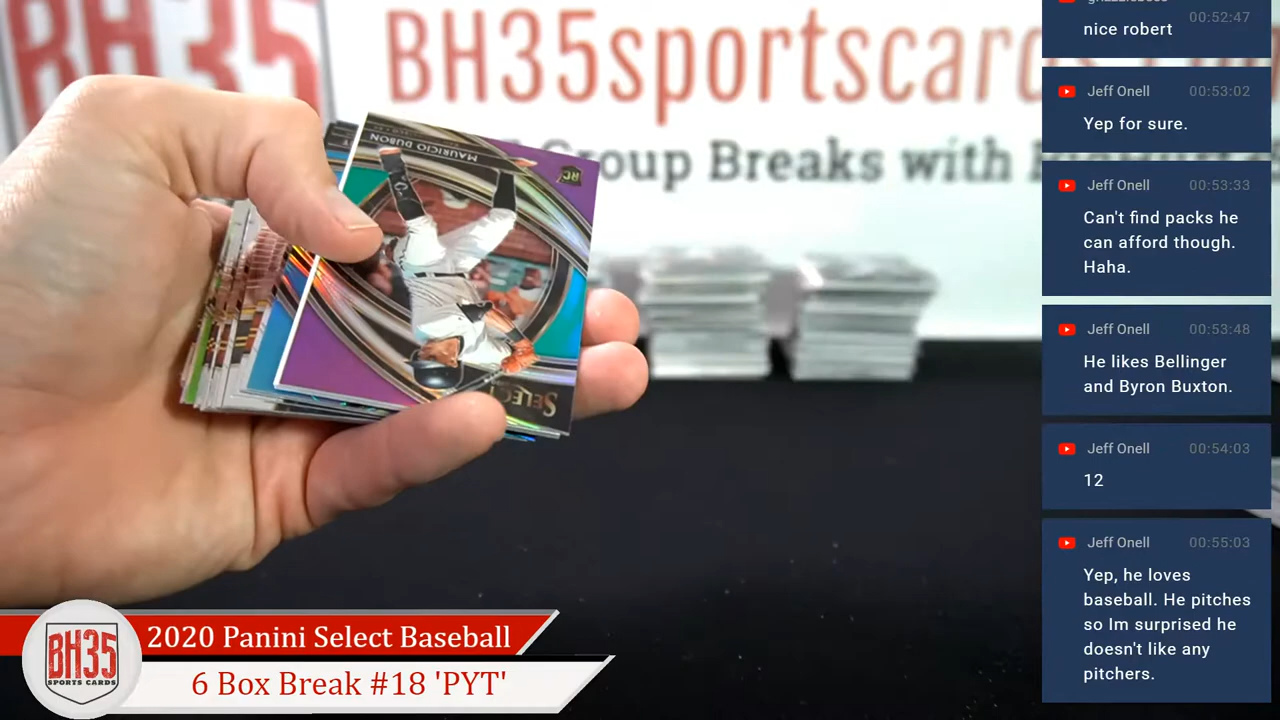 BH35
BH35sportscards
Group Breaks with
MAURICIO DUBON
RC
SELECT
00:52:47
nice robert
Jeff Onell 00:53:02
Yep for sure.
Jeff Onell 00:53:33
Can't find packs he
can afford though.
Haha.
Jeff Onell 00:53:48
He likes Bellinger
and Byron Buxton.
Jeff Onell 00:54:03
12
Jeff Onell 00:55:03
Yep, he loves
baseball. He pitches
so Im surprised he
doesn't like any
pitchers.
BH35
SPORTS CARDS
2020 Panini Select Baseball
6 Box Break #18 'PYT'